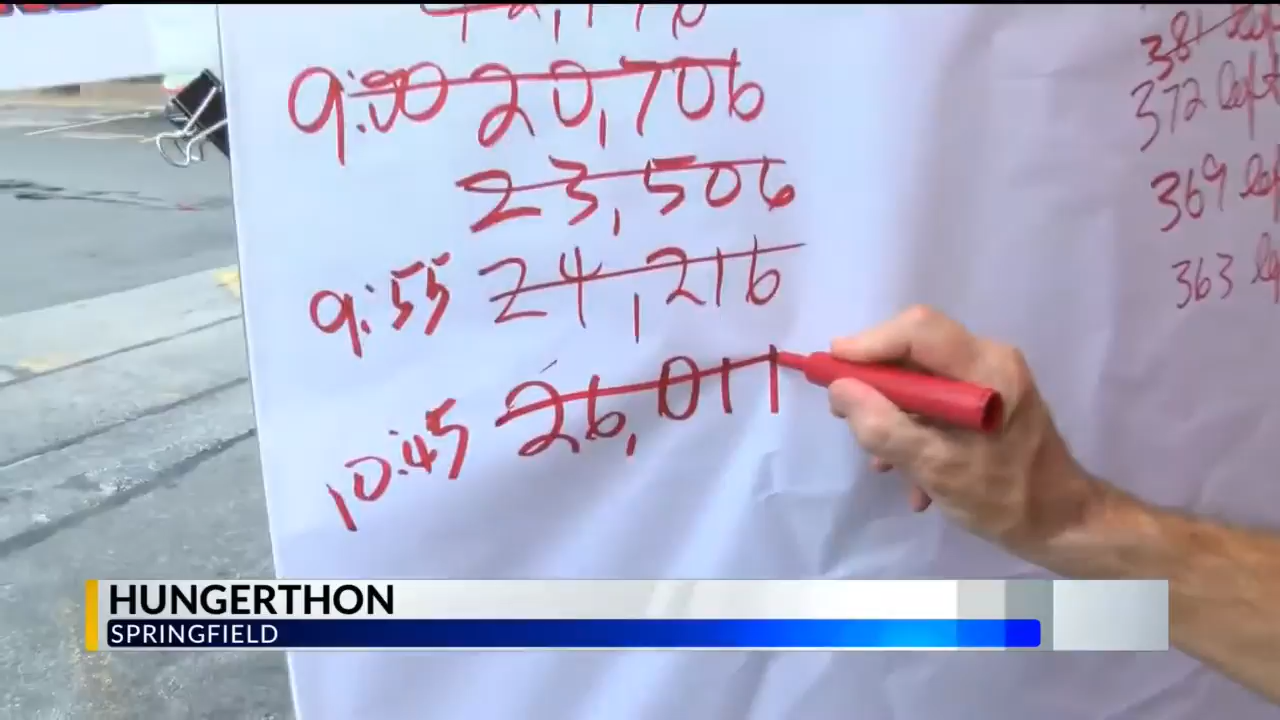 9:00 20,706
23,506
9:55 24,216
10:45 26,011
381
372 left
369
363
HUNGERTHON
SPRINGFIELD